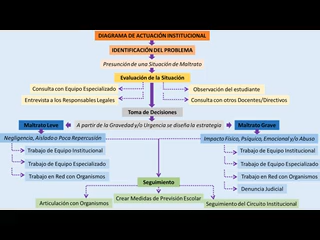 DIAGRAMA DE ACTUACIÓN INSTITUCIONAL
IDENTIFICACIÓN DEL PROBLEMA
Presunción de una Situación de Maltrato
Evaluación de la Situación
Consulta con Equipo Especializado
Observación del estudiante
Entrevista a los Responsables Legales
Consulta con otros Docentes/Directivos
Toma de Decisiones
Maltrato Leve
A partir de la Gravedad y/o Urgencia se diseña la estrategia
Maltrato Grave
Negligencia, Aislado o Poca Repercusión
Impacto Físico, Psíquico, Emocional y/o Abuso
Trabajo de Equipo Institucional
Trabajo de Equipo Institucional
Trabajo de Equipo Especializado
Trabajo de Equipo Especializado
Trabajo en Red con Organismos
Trabajo en Red con Organismos
Seguimiento
Denuncia Judicial
Articulación con Organismos
Crear Medidas de Previsión Escolar
Seguimiento del Circuito Institucional